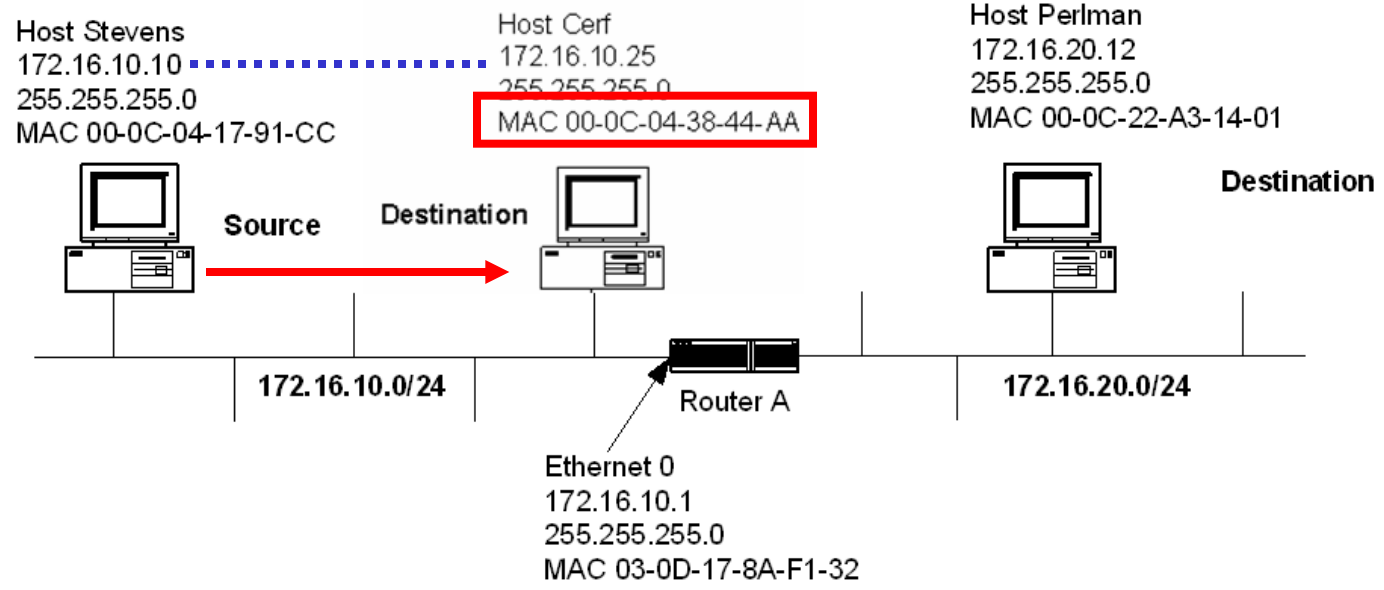 Host Stevens
172.16.10.10
255.255.255.0
MAC 00-0C-04-17-91-CC
Host Cerf
172.16.10.25
255.255.255.0
MAC 00-0C-04-38-44-AA
Host Perlman
172.16.20.12
255.255.255.0
MAC 00-0C-22-A3-14-01
Source
Destination
Destination
172.16.10.0/24
Router A
172.16.20.0/24
Ethernet 0
172.16.10.1
255.255.255.0
MAC 03-0D-17-8A-F1-32